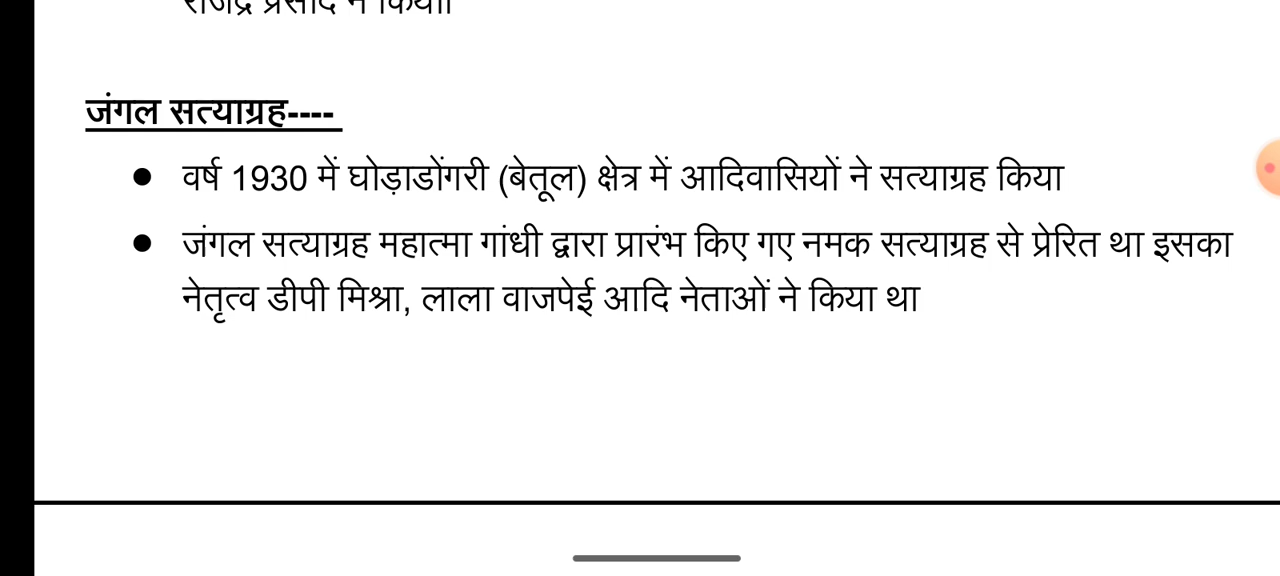 राजेंद्र प्रसाद ने किया।
जंगल सत्याग्रह----
● वर्ष 1930 में घोड़ाडोंगरी (बेतूल) क्षेत्र में आदिवासियों ने सत्याग्रह किया
● जंगल सत्याग्रह महात्मा गांधी द्वारा प्रारंभ किए गए नमक सत्याग्रह से प्रेरित था इसका
नेतृत्व डीपी मिश्रा, लाला वाजपेई आदि नेताओं ने किया था